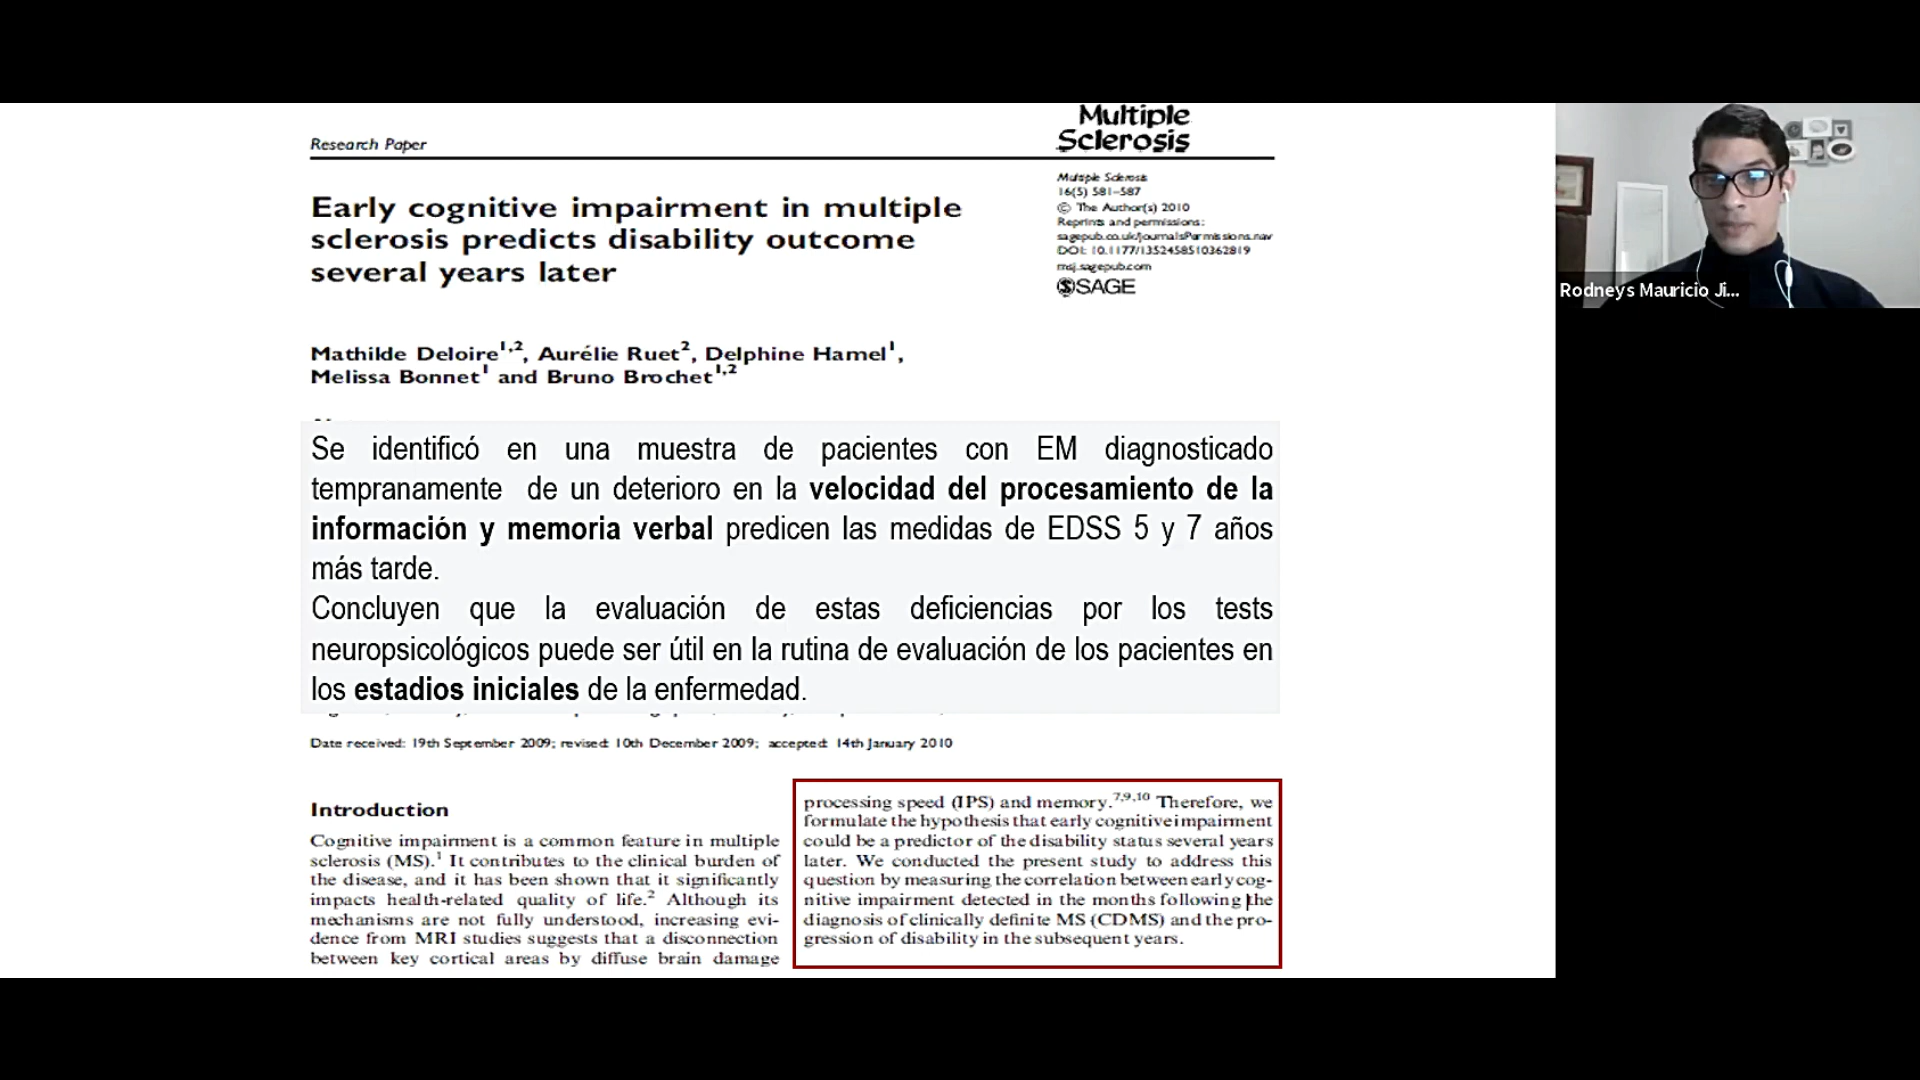 Research Paper
Multiple
Sclerosis
Early cognitive impairment in multiple
sclerosis predicts disability outcome
several years later
Multiple Sclerosis
16(5) 581–587
© The Author(s) 2010
Reprints and permissions:
sagepub.co.uk/journalsPermissions.nav
DOI: 10.1177/1352458510362819
msj.sagepub.com
SAGE
Mathilde Deloire1,2, Aurélie Ruet2, Delphine Hamel1,
Melissa Bonnet1 and Bruno Brochet1,2
Se identificó en una muestra de pacientes con EM diagnosticado
tempranamente de un deterioro en la velocidad del procesamiento de la
información y memoria verbal predicen las medidas de EDSS 5 y 7 años
más tarde.
Concluyen que la evaluación de estas deficiencias por los tests
neuropsicológicos puede ser útil en la rutina de evaluación de los pacientes en
los estadios iniciales de la enfermedad.
Date received: 19th September 2009; revised: 10th December 2009; accepted: 14th January 2010
Introduction
Cognitive impairment is a common feature in multiple
sclerosis (MS).1 It contributes to the clinical burden of
the disease, and it has been shown that it significantly
impacts health-related quality of life.2 Although its
mechanisms are not fully understood, increasing evi-
dence from MRI studies suggests that a disconnection
between key cortical areas by diffuse brain damage
processing speed (IPS) and memory.7,9,10 Therefore, we
formulate the hypothesis that early cognitive impairment
could be a predictor of the disability status several years
later. We conducted the present study to address this
question by measuring the correlation between early cog-
nitive impairment detected in the months following the
diagnosis of clinically definite MS (CDMS) and the pro-
gression of disability in the subsequent years.
Rodneys Mauricio Ji...